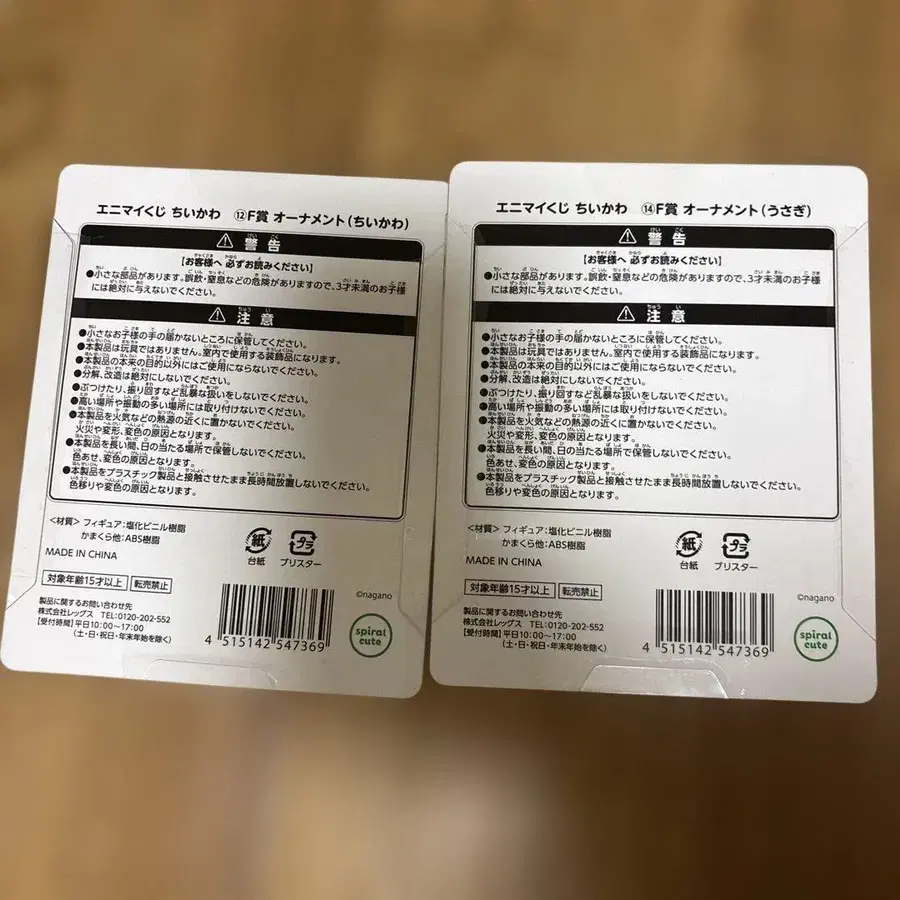 エニマイくじ ちいかわ ⑫F賞 オーナメント(ちいかわ)
警告
【お客様へ 必ずお読みください】
●小さな部品があります。誤飲・窒息などの危険がありますので、3才未満のお子様
には絶対に与えないでください。
注意
●小さなお子様の手の届かないところに保管してください。
●本製品は玩具ではありません。室内で使用する装飾品になります。
●本製品の本来の目的以外にはご使用にならないでください。
●分解、改造は絶対にしないでください。
●ぶつけたり、振り回すなど乱暴な扱いをしないでください。
●高い場所や振動の多い場所には取り付けないでください。
●本製品を火気などの熱源の近くに置かないでください。
火災や変形、変色の原因となります。
●本製品を長い間、日の当たる場所で保管しないでください。
色あせ、変色の原因となります。
●本製品をプラスチック製品と接触させたまま長時間放置しないでください。
色移りや変色の原因となります。
<材質> フィギュア:塩化ビニル樹脂
かまくら他:ABS樹脂
MADE IN CHINA
紙
台紙
プラ
ブリスター
対象年齢15才以上 転売禁止
©nagano
製品に関するお問い合わせ先
株式会社レッグス TEL:0120-202-552
【受付時間】平日10:00~17:00
(土・日・祝日・年末年始を除く)
4 515142 547369
spiral
cute
エニマイくじ ちいかわ ⑭F賞 オーナメント(うさぎ)
警告
【お客様へ 必ずお読みください】
●小さな部品があります。誤飲・窒息などの危険がありますので、3才未満のお子様
には絶対に与えないでください。
注意
●小さなお子様の手の届かないところに保管してください。
●本製品は玩具ではありません。室内で使用する装飾品になります。
●本製品の本来の目的以外にはご使用にならないでください。
●分解、改造は絶対にしないでください。
●ぶつけたり、振り回すなど乱暴な扱いをしないでください。
●高い場所や振動の多い場所には取り付けないでください。
●本製品を火気などの熱源の近くに置かないでください。
火災や変形、変色の原因となります。
●本製品を長い間、日の当たる場所で保管しないでください。
色あせ、変色の原因となります。
●本製品をプラスチック製品と接触させたまま長時間放置しないでください。
色移りや変色の原因となります。
<材質> フィギュア:塩化ビニル樹脂
かまくら他:ABS樹脂
MADE IN CHINA
紙
台紙
プラ
ブリスター
対象年齢15才以上 転売禁止
©nagano
製品に関するお問い合わせ先
株式会社レッグス TEL:0120-202-552
【受付時間】平日10:00~17:00
(土・日・祝日・年末年始を除く)
4 515142 547369
spiral
cute